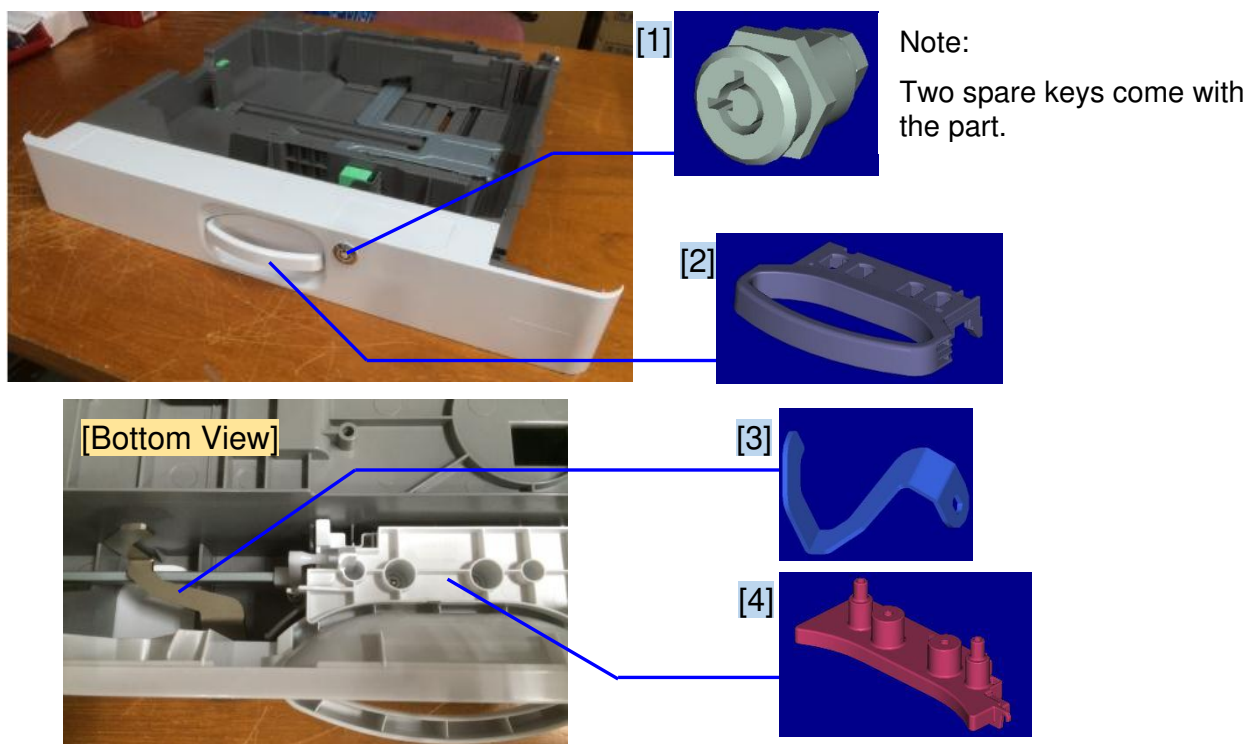 [1]
Note:
Two spare keys come with
the part.
[2]
[Bottom View]
[3]
[4]